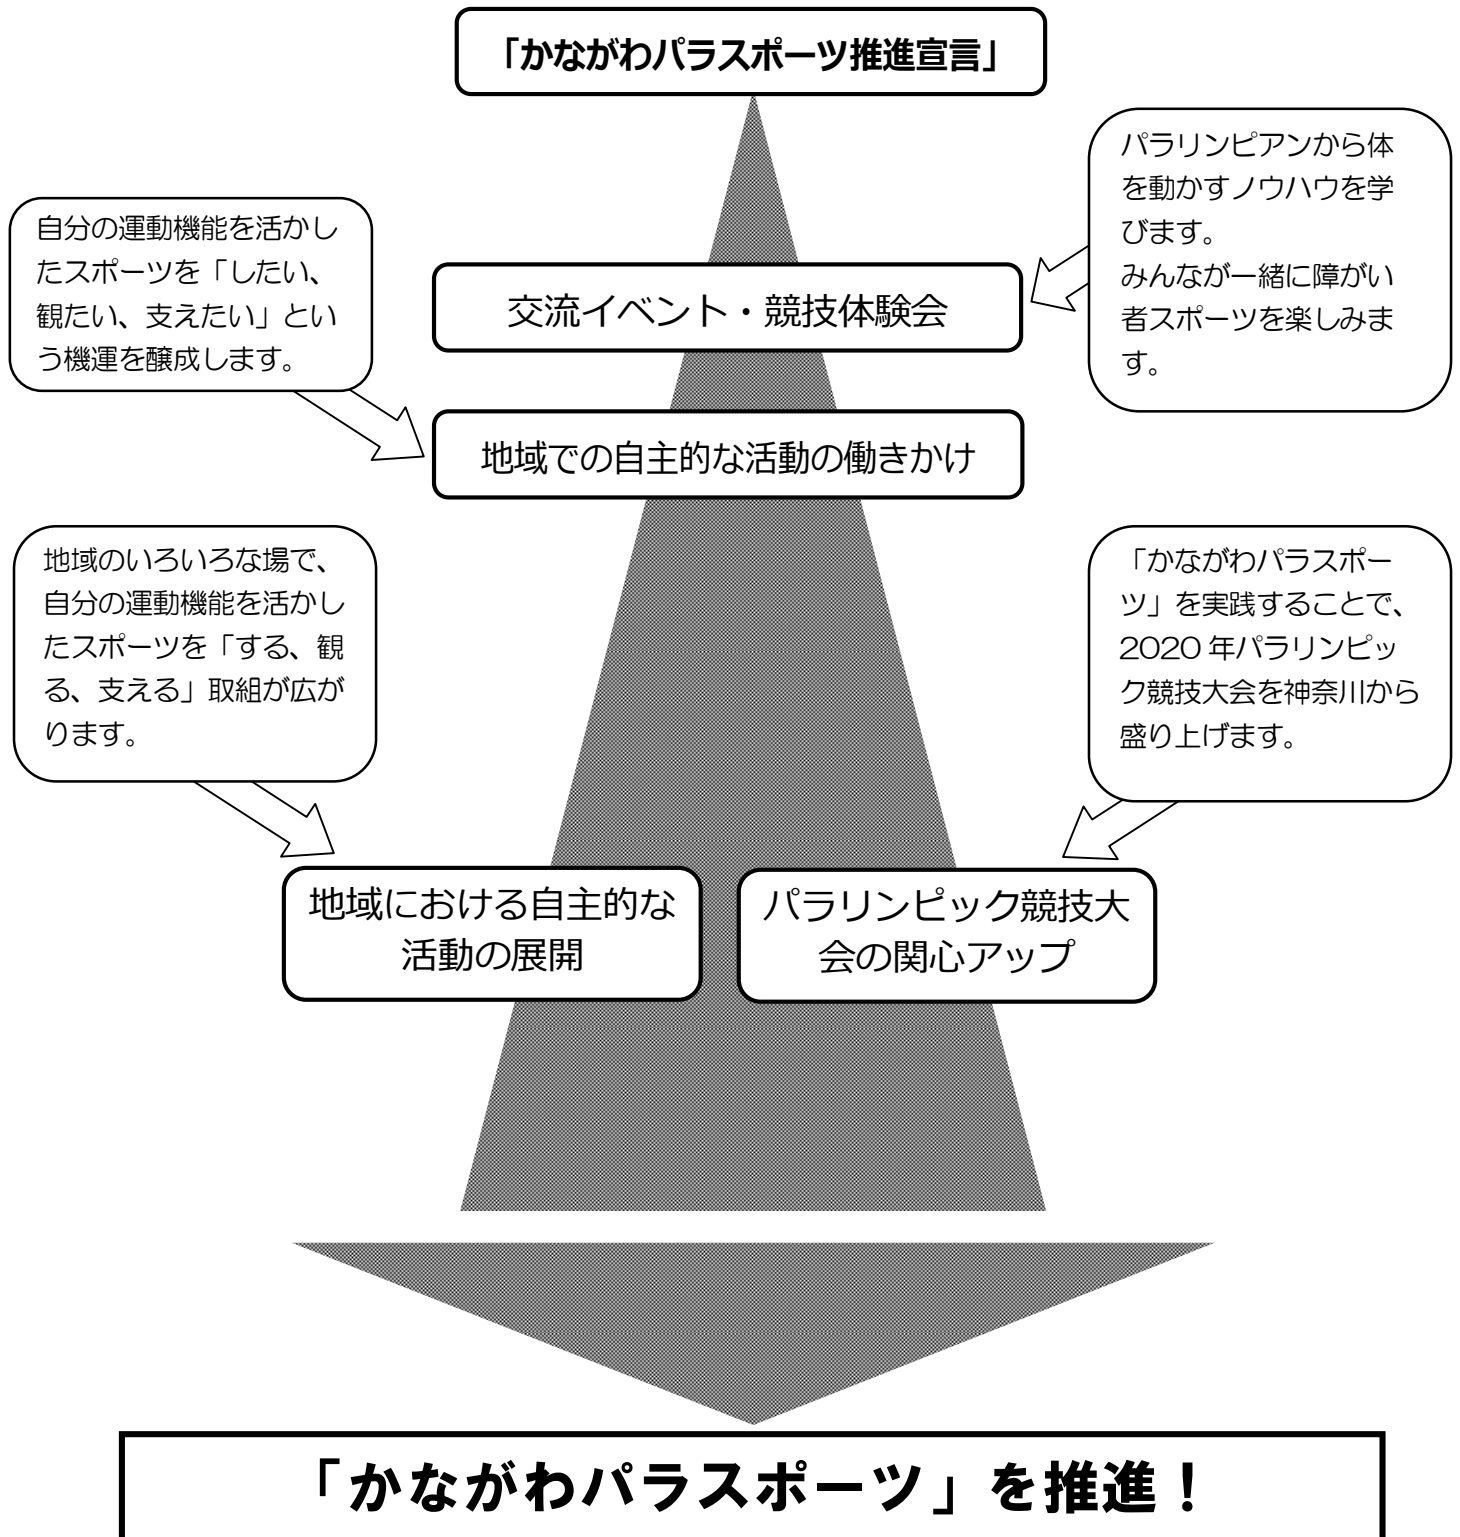 「かながわパラスポーツ推進宣言」
パラリンピアンから体
を動かすノウハウを学
びます。
みんなが一緒に障がい
者スポーツを楽しみま
す。
自分の運動機能を活かし
たスポーツを「したい、
観たい、支えたい」とい
う機運を醸成します。
交流イベント・競技体験会
地域での自主的な活動の働きかけ
地域のいろいろな場で、
自分の運動機能を活かし
たスポーツを「する、観
る、支える」取組が広が
ります。
「かながわパラスポー
ツ」を実践することで、
2020 年パラリンピッ
ク競技大会を神奈川から
盛り上げます。
地域における自主的な
活動の展開
パラリンピック競技大
会の関心アップ
「かながわパラスポーツ」を推進！